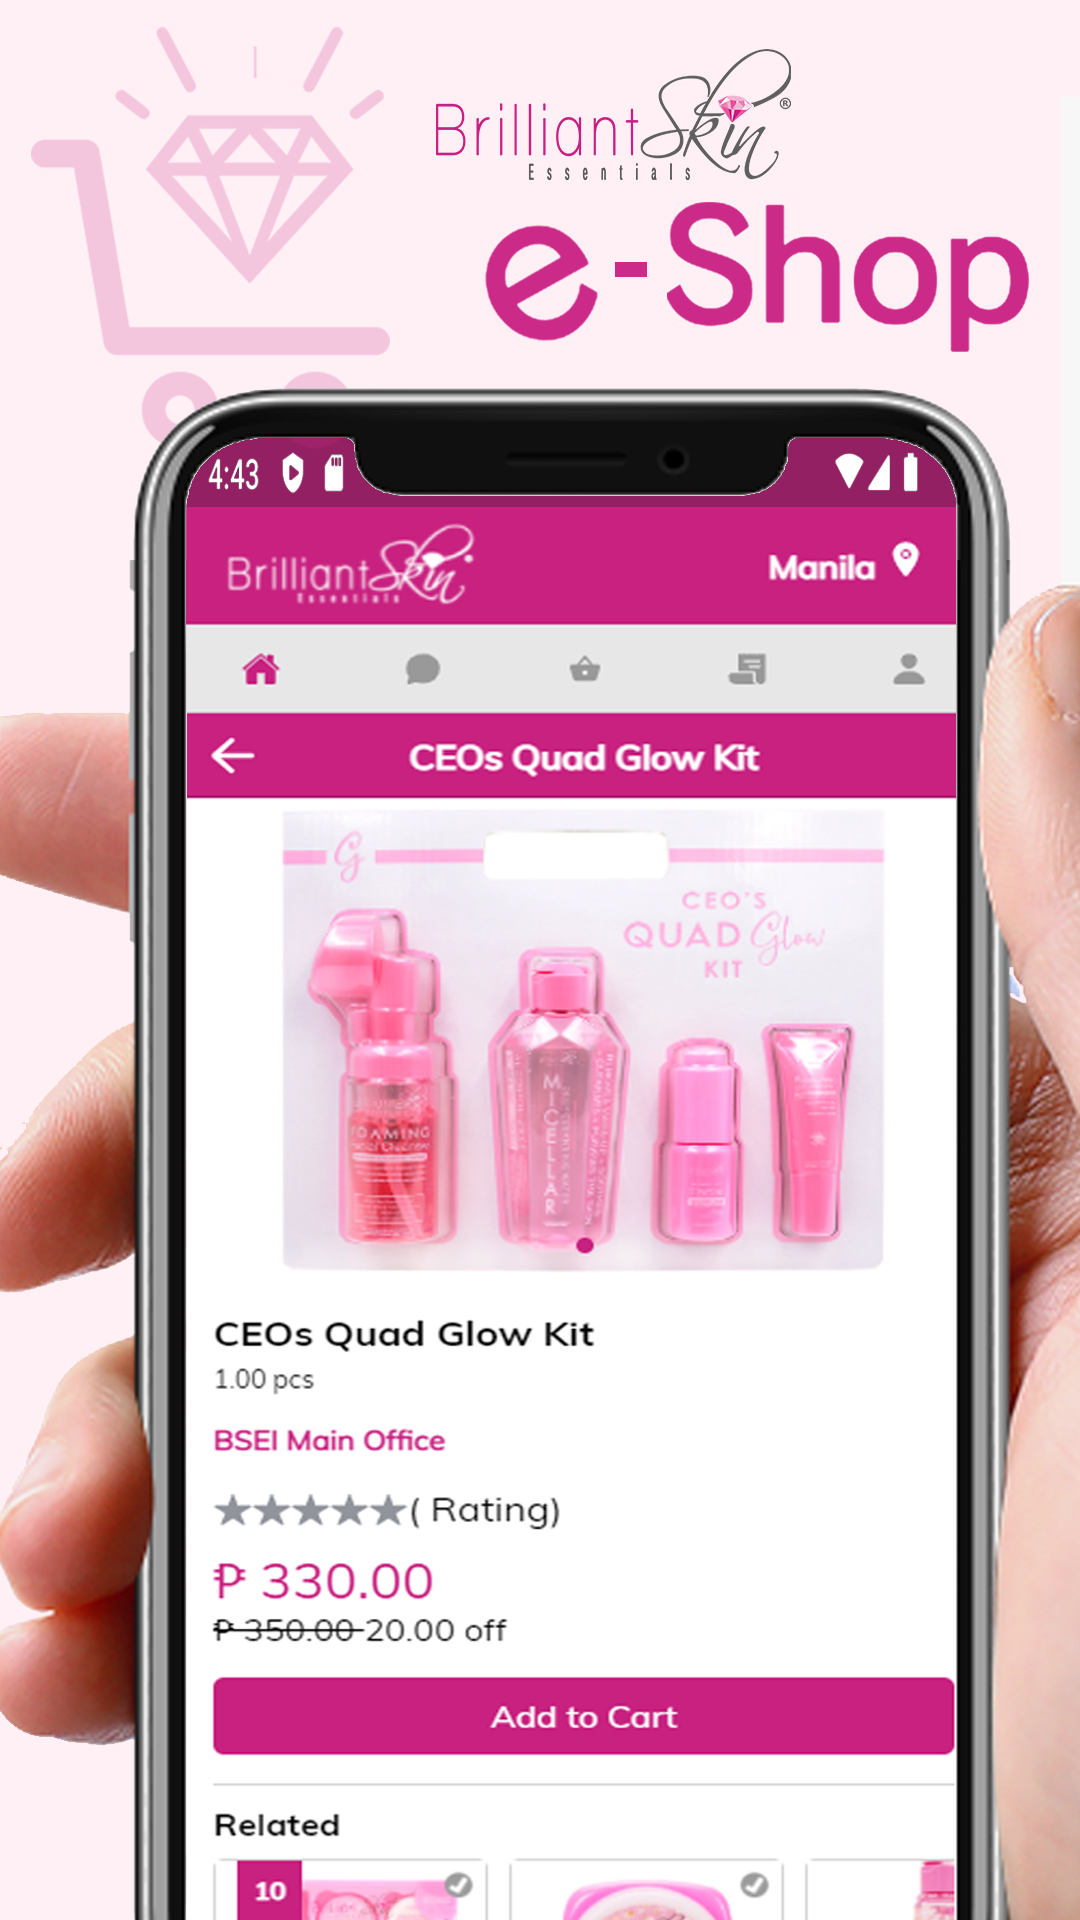 BrilliantSkin®
Essentials
e-Shop
4:43
BrilliantSkin
Essentials
Manila
CEOs Quad Glow Kit
G
CEO'S
QUAD Glow
KIT
FOAMING
MICELLAR
CEOs Quad Glow Kit
1.00 pcs
BSEI Main Office
★★★★★( Rating)
₱ 330.00
₱ 350.00 20.00 off
Add to Cart
Related
10